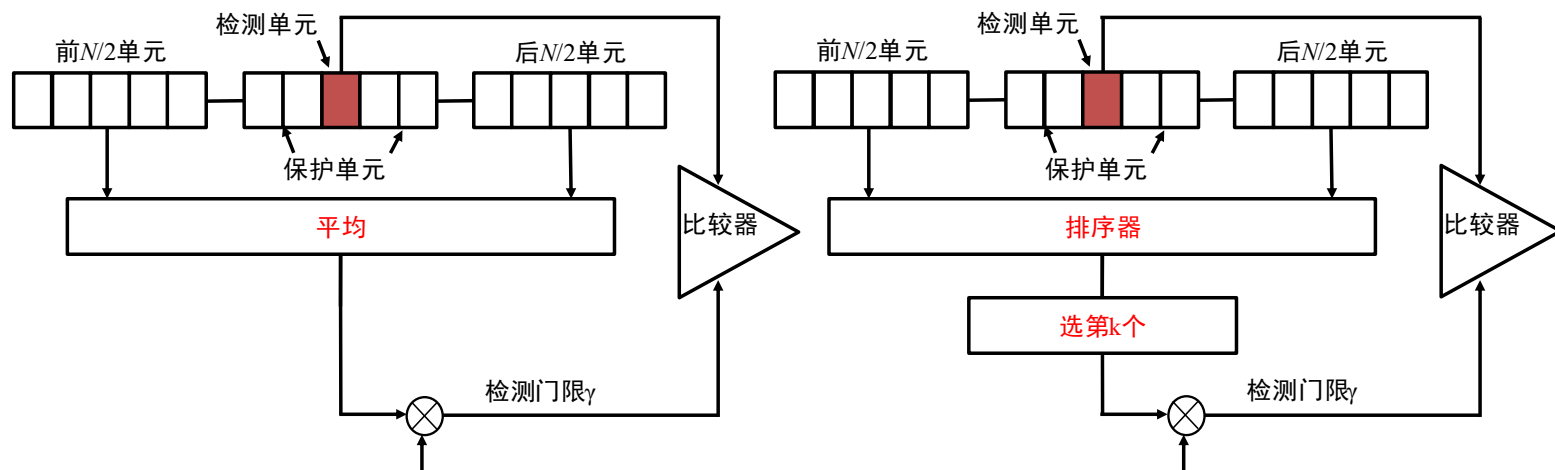 检测单元
前N/2单元
后N/2单元
保护单元
平均
比较器
检测门限γ
检测单元
前N/2单元
后N/2单元
保护单元
排序器
比较器
选第k个
检测门限γ